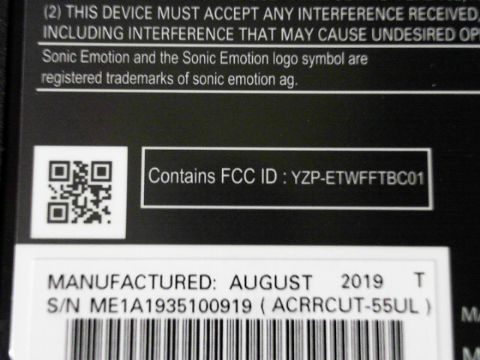 (2) THIS DEVICE MUST ACCEPT ANY INTERFERENCE RECEIVED,
INCLUDING INTERFERENCE THAT MAY CAUSE UNDESIRED
Sonic Emotion and the Sonic Emotion logo symbol are
registered trademarks of sonic emotion ag.
Contains FCC ID : YZP-ETWFFTBC01
MANUFACTURED: AUGUST 2019 T
S/N ME1A1935100919 ( ACRRCUT-55UL )